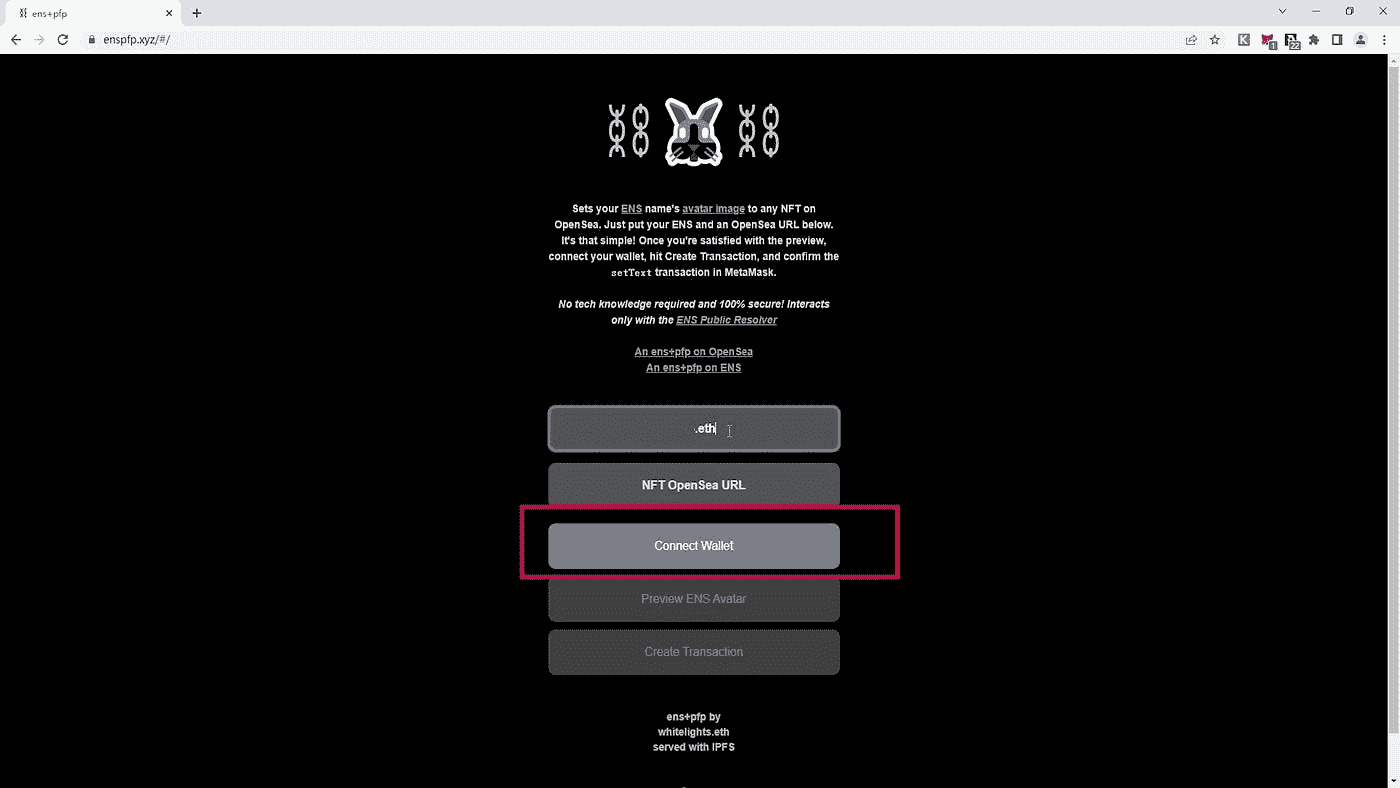 ens+pfp
enspfp.xyz/#/
1
22
Sets your ENS name's avatar image to any NFT on
OpenSea. Just put your ENS and an OpenSea URL below.
It's that simple! Once you're satisfied with the preview,
connect your wallet, hit Create Transaction, and confirm the
setText transaction in MetaMask.
No tech knowledge required and 100% secure! Interacts
only with the ENS Public Resolver
An ens+pfp on OpenSea
An ens+pfp on ENS
.eth
NFT OpenSea URL
Connect Wallet
Preview ENS Avatar
Create Transaction
ens+pfp by
whitelights.eth
served with IPFS